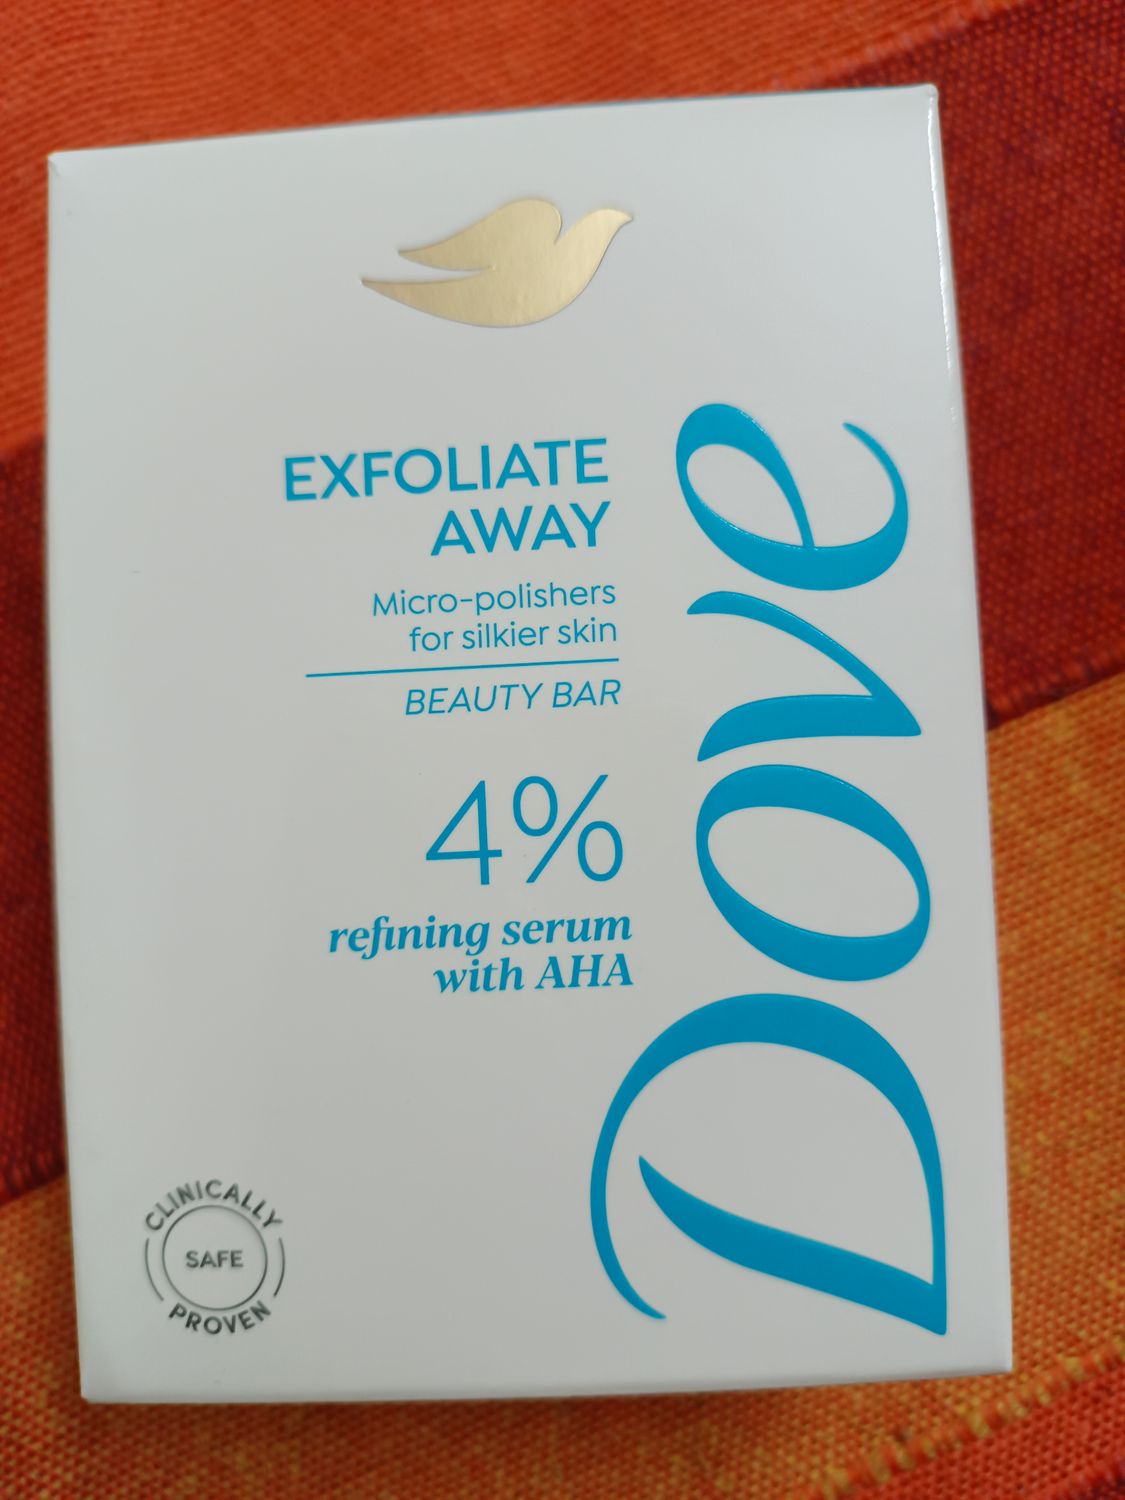 EXFOLIATE
AWAY
Micro-polishers
for silkier skin
BEAUTY BAR
4%
refining serum
with AHA
Dove
CLINICALLY
SAFE
PROVEN